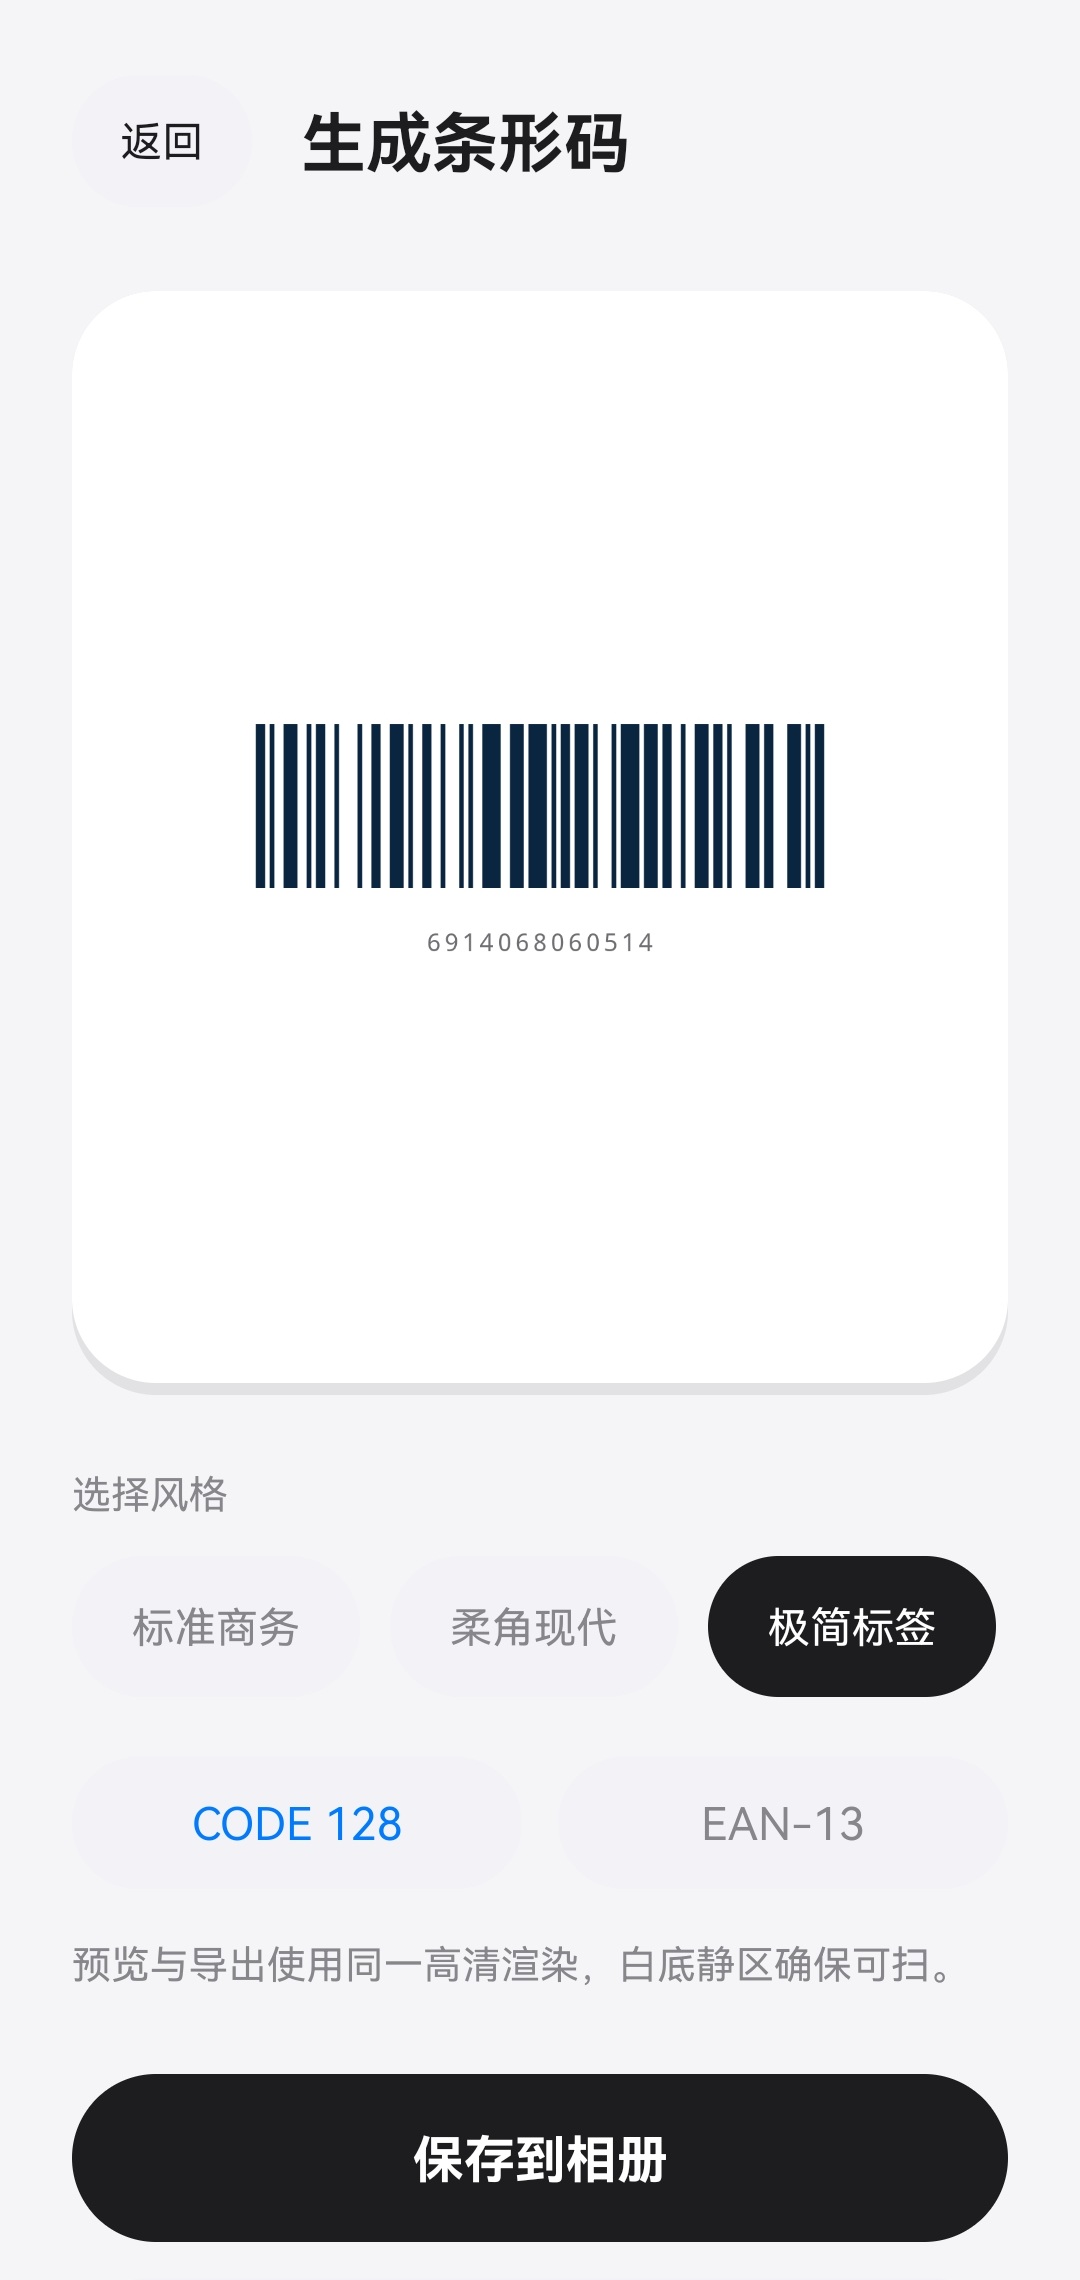 返回
生成条形码
6914068060514
选择风格
标准商务
柔角现代
极简标签
CODE 128
EAN-13
预览与导出使用同一高清渲染，白底静区确保可扫。
保存到相册